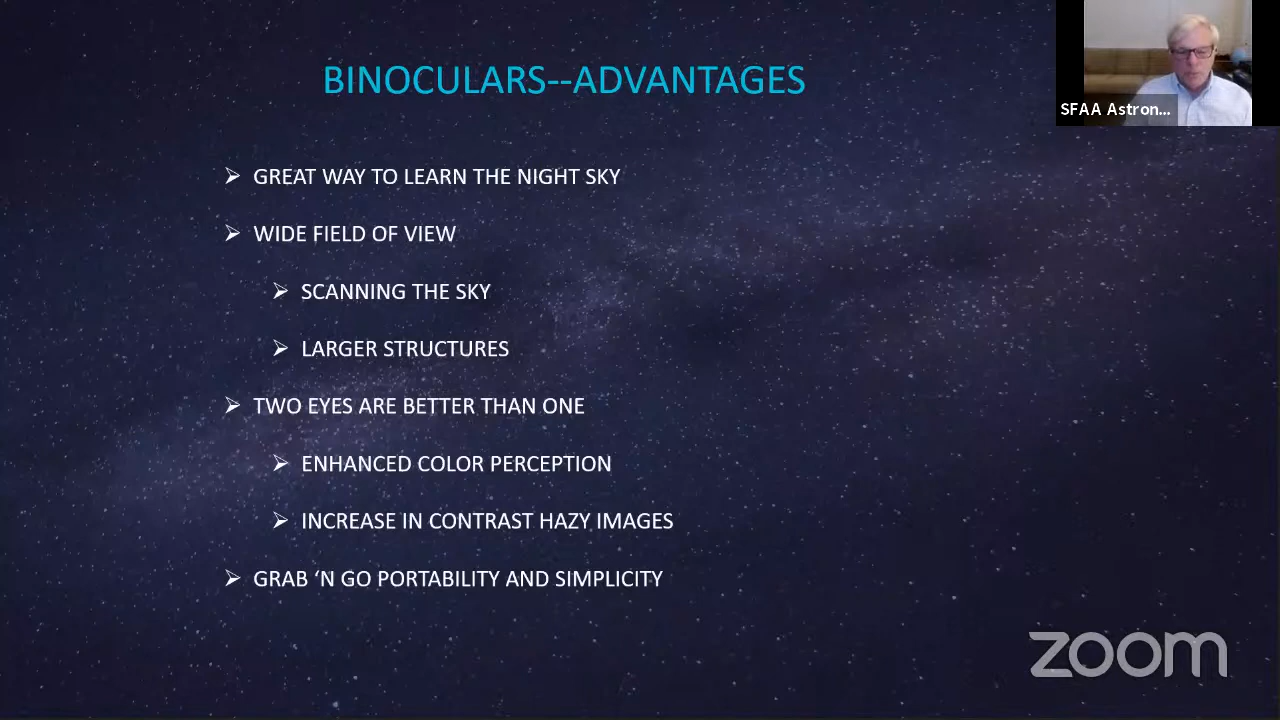 BINOCULARS--ADVANTAGES
SFAA Astron...
GREAT WAY TO LEARN THE NIGHT SKY
WIDE FIELD OF VIEW
SCANNING THE SKY
LARGER STRUCTURES
TWO EYES ARE BETTER THAN ONE
ENHANCED COLOR PERCEPTION
INCREASE IN CONTRAST HAZY IMAGES
GRAB ‘N GO PORTABILITY AND SIMPLICITY
zoom